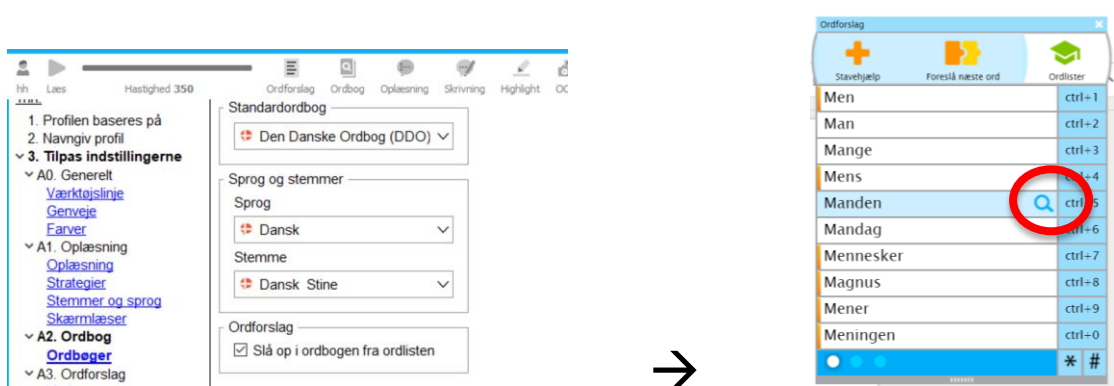 hh Læs Hastighed 350 Ordforslag Ordbog Oplæsning Skrivning Highlight
1. Profilen baseres på
2. Navngiv profil
3. Tilpas indstillingerne
A0. Generelt
Værktøjslinje
Genveje
Farver
A1. Oplæsning
Oplæsning
Strategier
Stemmer og sprog
Skærmlæser
A2. Ordbog
Ordbøger
A3. Ordforslag
Standardordbog
Den Danske Ordbog (DDO)
Sprog og stemmer
Sprog
Dansk
Stemme
Dansk Stine
Ordforslag
Slå op i ordbogen fra ordlisten
→
Ordforslag
Stavehjælp Foreslå næste ord Ordlister
Men ctrl+1
Man ctrl+2
Mange ctrl+3
Mens ctrl+4
Manden ctrl+5
Mandag ctrl+6
Mennesker ctrl+7
Magnus ctrl+8
Mener ctrl+9
Meningen ctrl+0
* #